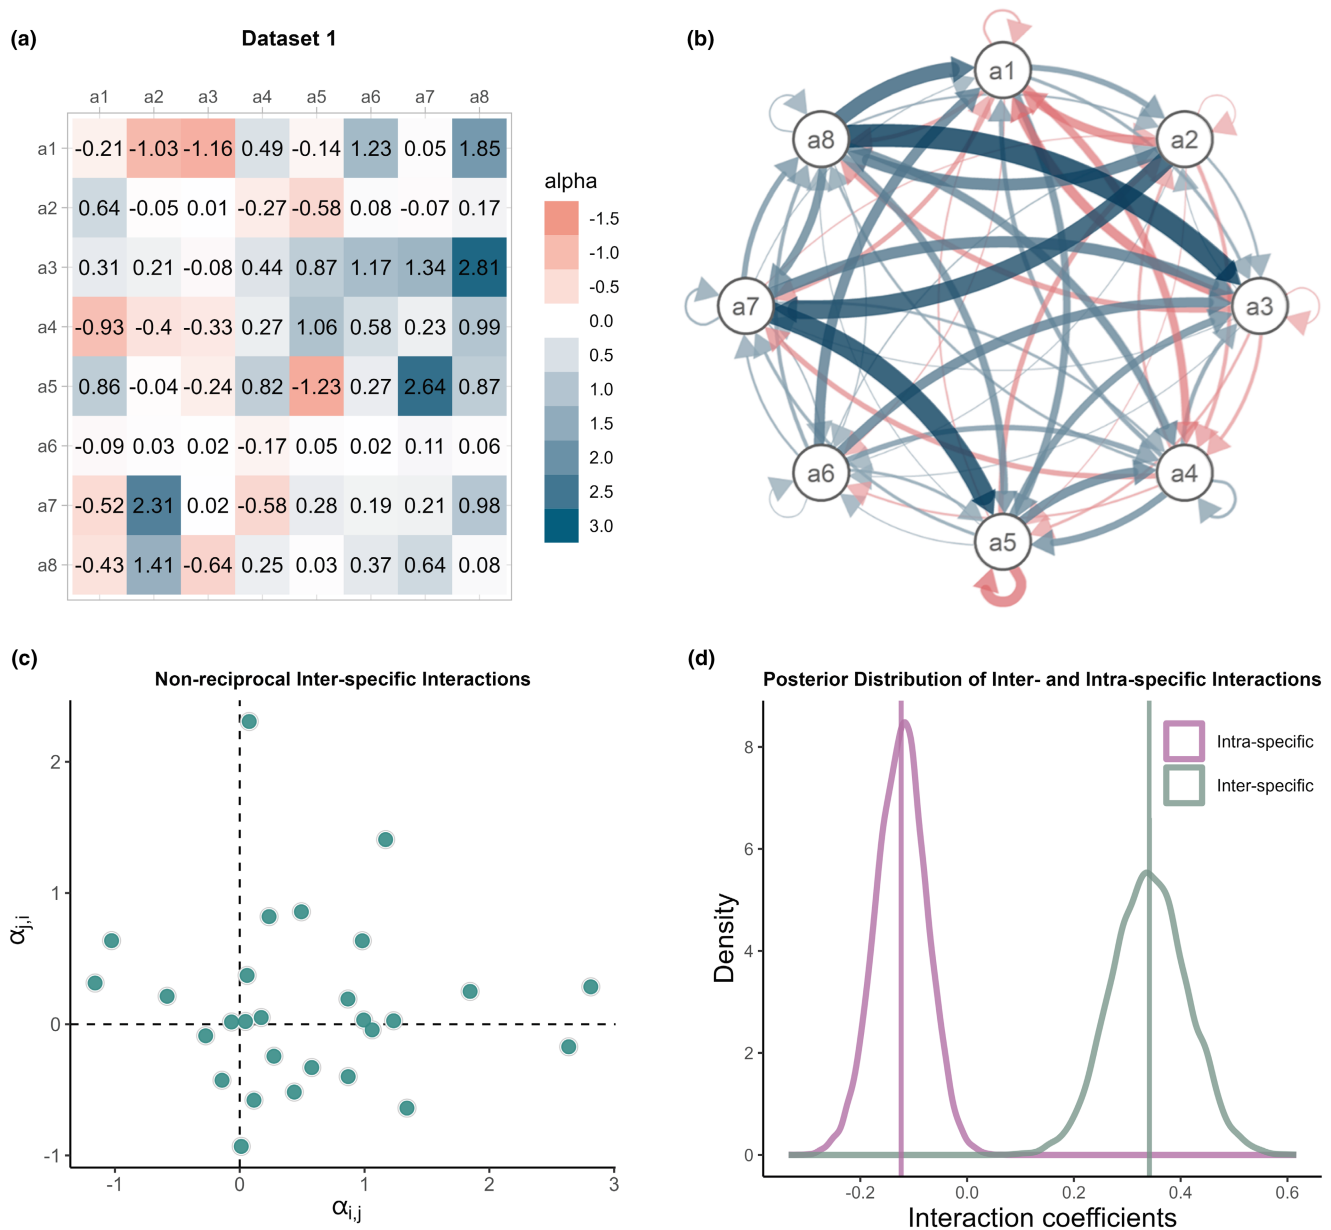 (a)
Dataset 1
a1 a2 a3 a4 a5 a6 a7 a8
a1 -0.21 -1.03 -1.16 0.49 -0.14 1.23 0.05 1.85
a2 0.64 -0.05 0.01 -0.27 -0.58 0.08 -0.07 0.17
a3 0.31 0.21 -0.08 0.44 0.87 1.17 1.34 2.81
a4 -0.93 -0.4 -0.33 0.27 1.06 0.58 0.23 0.99
a5 0.86 -0.04 -0.24 0.82 -1.23 0.27 2.64 0.87
a6 -0.09 0.03 0.02 -0.17 0.05 0.02 0.11 0.06
a7 -0.52 2.31 0.02 -0.58 0.28 0.19 0.21 0.98
a8 -0.43 1.41 -0.64 0.25 0.03 0.37 0.64 0.08
alpha
-1.5
-1.0
-0.5
0.0
0.5
1.0
1.5
2.0
2.5
3.0
(b)
a1
a8
a2
a7
a3
a6
a4
a5
(c)
Non-reciprocal Inter-specific Interactions
2
1
0
-1
αj,i
-1 0 1 2 3
αi,j
(d)
Posterior Distribution of Inter- and Intra-specific Interactions
Intra-specific
Inter-specific
8
6
4
2
0
Density
-0.2 0.0 0.2 0.4 0.6
Interaction coefficients